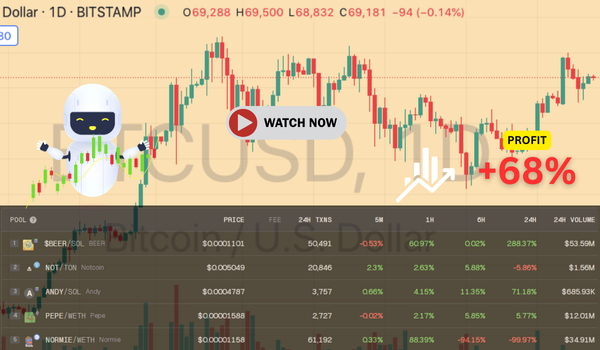 Dollar · 1D · BITSTAMP O69,288 H69,500 L68,832 C69,181 −94 (−0.14%)
80
BTCUSD, 1D
WATCH NOW
PROFIT
+68%
Bitcoin / U.S. Dollar
POOL PRICE FEE 24H TXNS 5M 1H 6H 24H 24H VOLUME
1 $BEER/SOL BEER $0.0001101 50,491 -0.53% 60.97% 0.02% 288.37% $53.59M
2 NOT/TON Notcoin $0.005049 20,846 2.3% 2.63% 5.88% -5.86% $1.56M
3 ANDY/SOL Andy $0.0004787 3,757 0.66% 4.15% 11.35% 71.18% $685.93K
4 PEPE/WETH Pepe $0.00001588 2,727 -0.02% 2.17% 5.85% 5.77% $12.01M
5 NORMIE/WETH Normie $0.00001588 61,192 0.33% 88.39% -94.15% -99.97% $34.91M